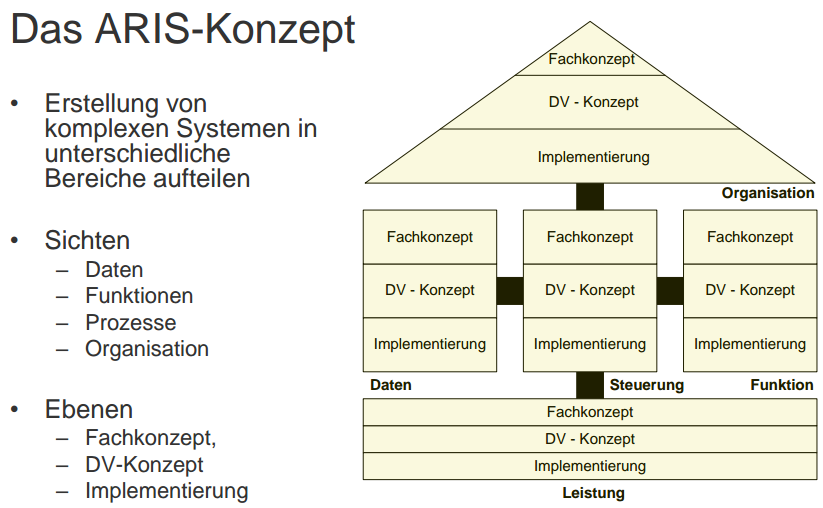 Das ARIS-Konzept
• Erstellung von
komplexen Systemen in
unterschiedliche
Bereiche aufteilen
• Sichten
– Daten
– Funktionen
– Prozesse
– Organisation
• Ebenen
– Fachkonzept,
– DV-Konzept
– Implementierung
Fachkonzept
DV - Konzept
Implementierung
Organisation
Fachkonzept
DV - Konzept
Implementierung
Daten
Fachkonzept
DV - Konzept
Implementierung
Steuerung
Fachkonzept
DV - Konzept
Implementierung
Funktion
Fachkonzept
DV - Konzept
Implementierung
Leistung